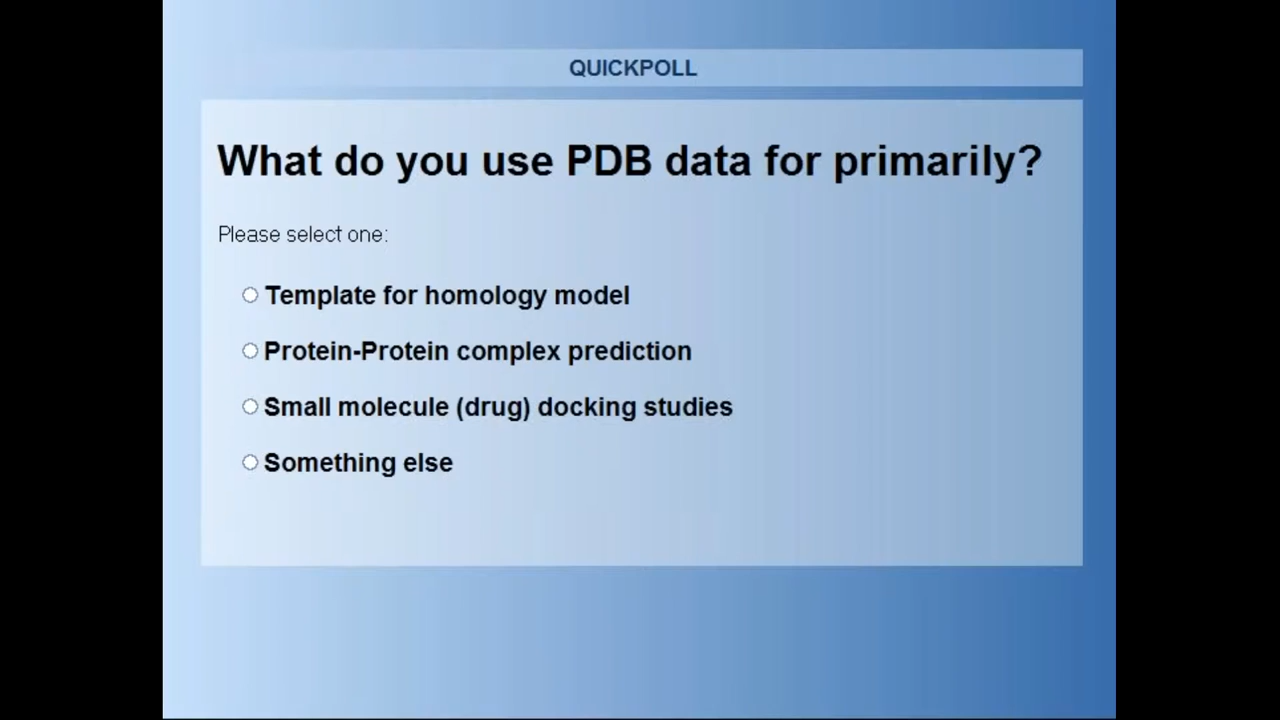 QUICKPOLL
What do you use PDB data for primarily?
Please select one:
Template for homology model
Protein-Protein complex prediction
Small molecule (drug) docking studies
Something else